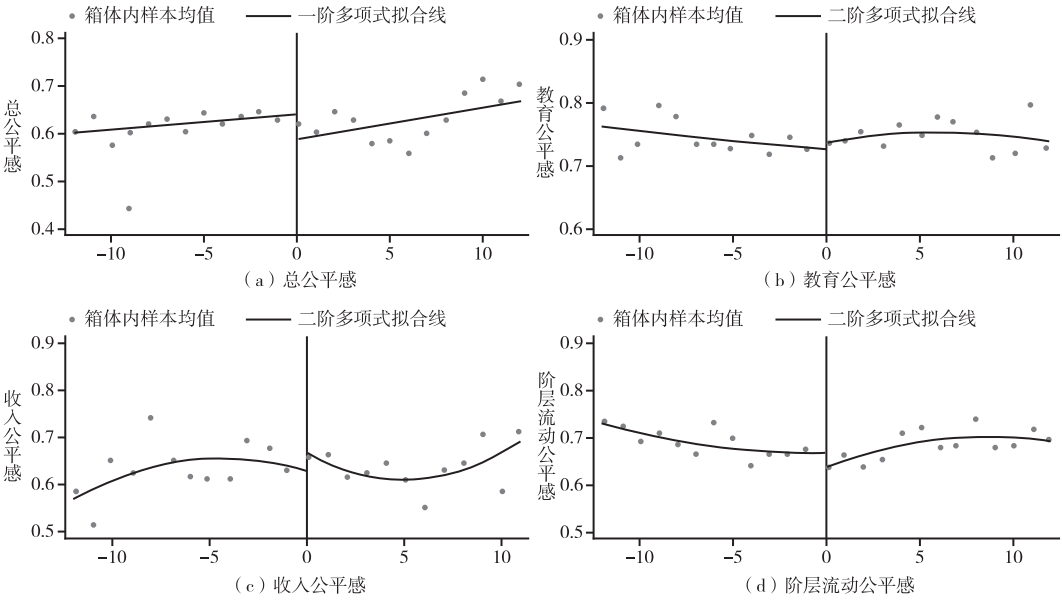 箱体内样本均值 一阶多项式拟合线
总公平感
0.8
0.7
0.6
0.5
0.4
−10 −5 0 5 10
（a）总公平感
箱体内样本均值 二阶多项式拟合线
教育公平感
0.9
0.8
0.7
0.6
−10 −5 0 5 10
（b）教育公平感
箱体内样本均值 二阶多项式拟合线
收入公平感
0.9
0.8
0.7
0.6
0.5
−10 −5 0 5 10
（c）收入公平感
箱体内样本均值 二阶多项式拟合线
阶层流动公平感
0.9
0.8
0.7
0.6
0.5
−10 −5 0 5 10
（d）阶层流动公平感